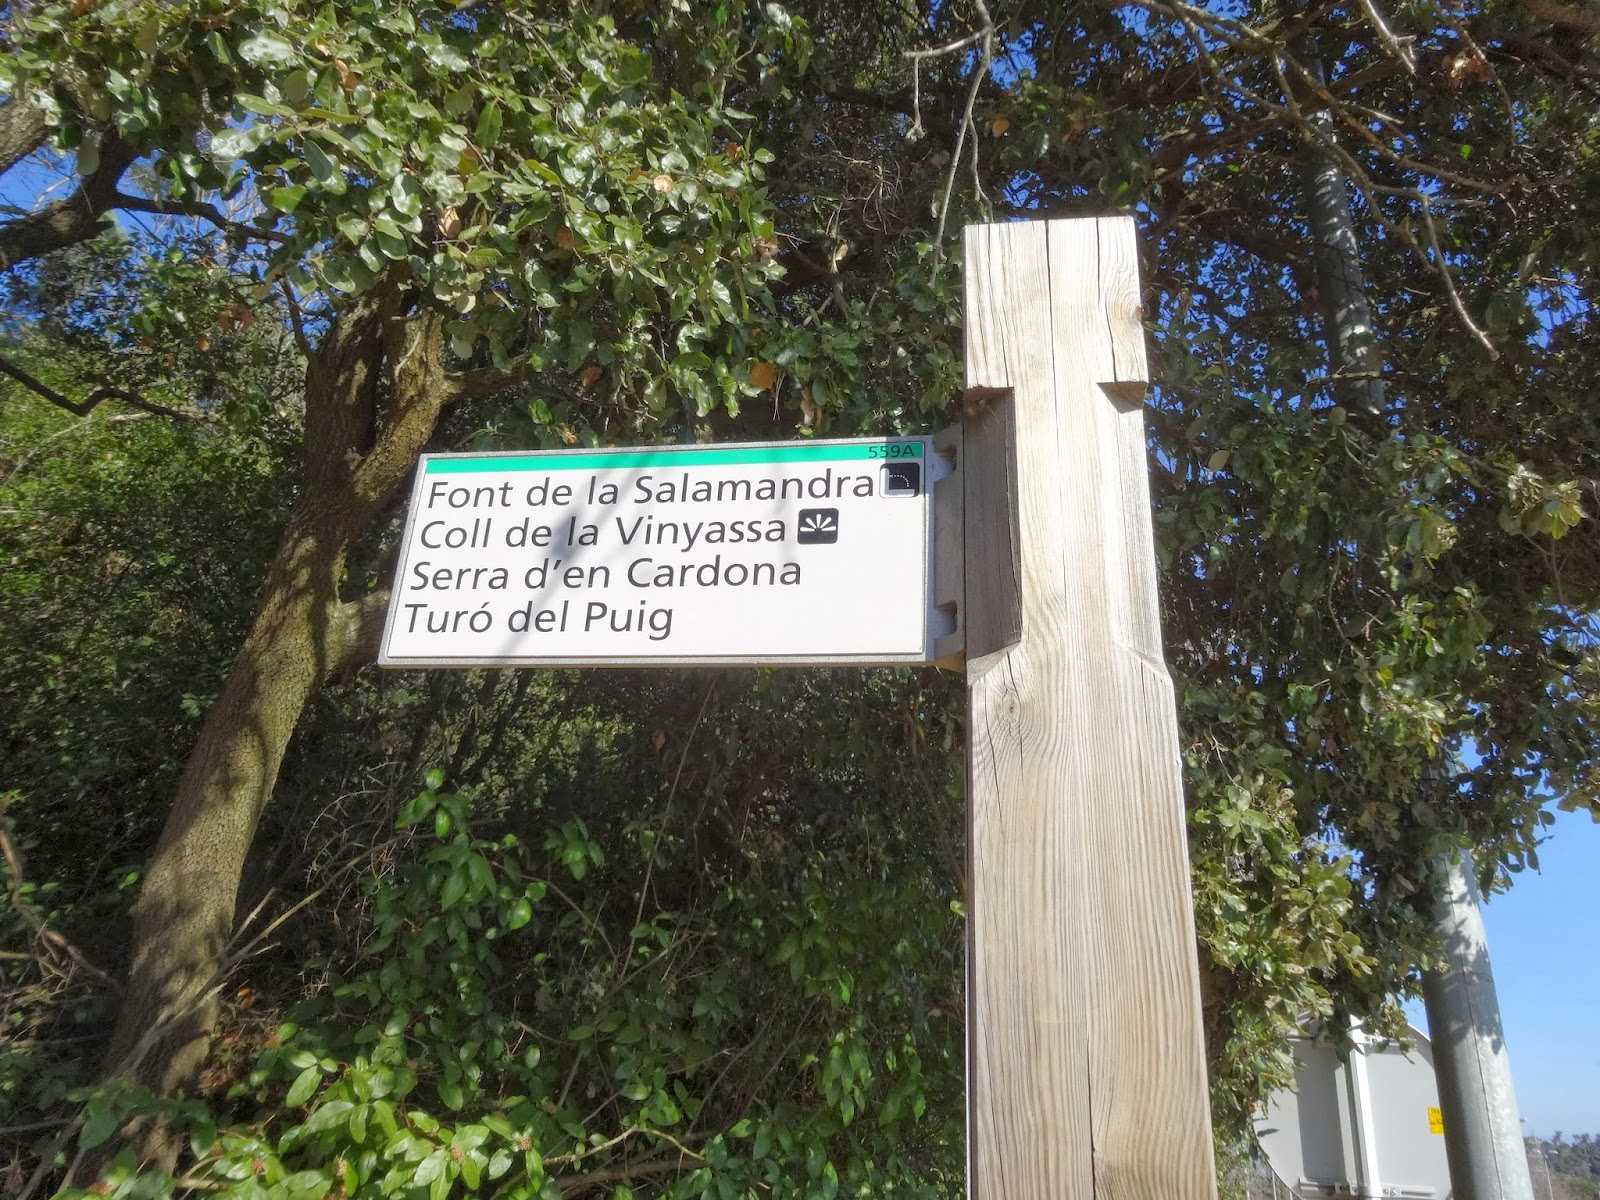 559A
Font de la Salamandra
Coll de la Vinyassa
Serra d'en Cardona
Turó del Puig